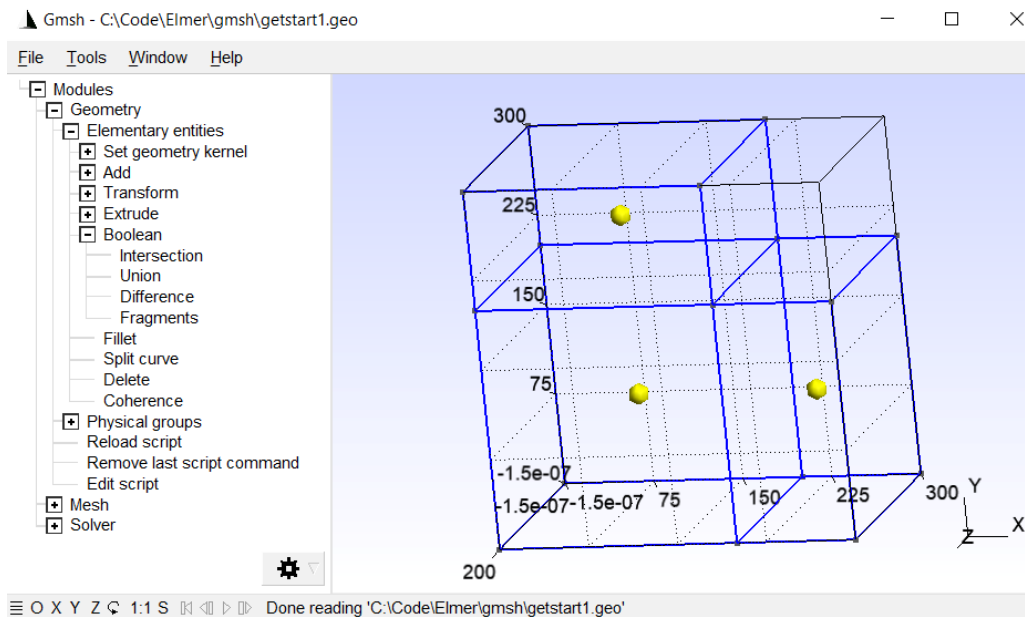 Gmsh - C:\Code\Elmer\gmsh\getstart1.geo
File Tools Window Help
Modules
Geometry
Elementary entities
Set geometry kernel
Add
Transform
Extrude
Boolean
Intersection
Union
Difference
Fragments
Fillet
Split curve
Delete
Coherence
Physical groups
Reload script
Remove last script command
Edit script
Mesh
Solver
300
225
150
75
-1.5e-07
-1.5e-07 -1.5e-07 75 150 225 300
200
Y
X
Z
O X Y Z 1:1 S Done reading 'C:\Code\Elmer\gmsh\getstart1.geo'